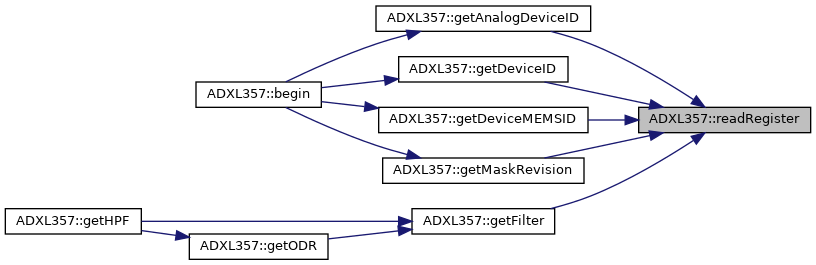 ADXL357::getAnalogDeviceID
ADXL357::getDeviceID
ADXL357::begin
ADXL357::getDeviceMEMSID
ADXL357::readRegister
ADXL357::getMaskRevision
ADXL357::getHPF
ADXL357::getFilter
ADXL357::getODR